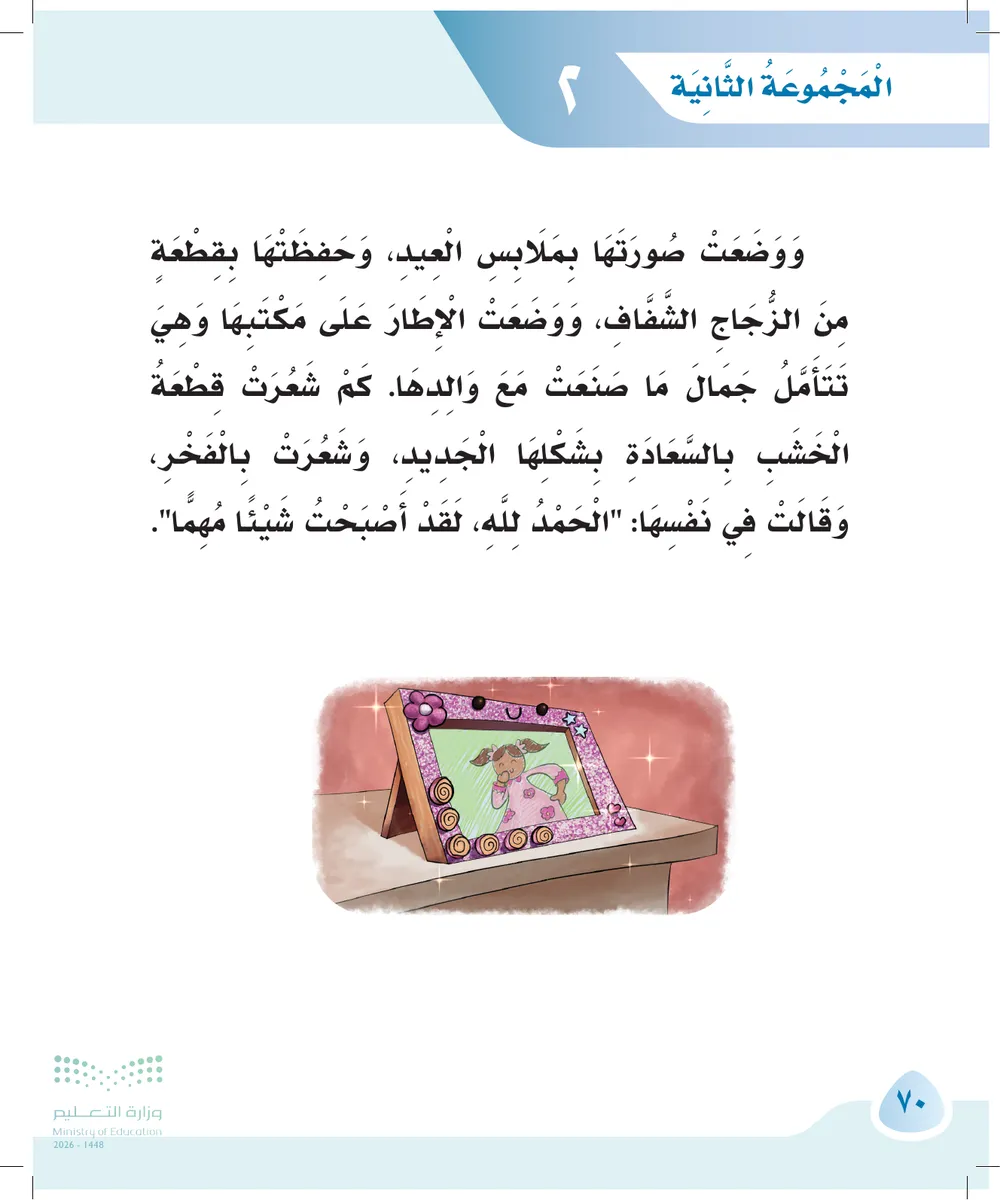 الْمَجْمُوعَةُ الثَّانِيَة
٢
وَوَضَعَتْ صُورَتَهَا بِمَلَابِسِ الْعِيدِ، وَحَفِظَتْهَا بِقِطْعَةٍ
مِنَ الزُّجَاجِ الشَّفَّافِ، وَوَضَعَتْ الْإِطَارَ عَلَى مَكْتَبِهَا وَهِيَ
تَتَأَمَّلُ جَمَالَ مَا صَنَعَتْ مَعَ وَالِدِهَا. كَمْ شَعُرَتْ قِطْعَةُ
الْخَشَبِ بِالسَّعَادَةِ بِشَكْلِهَا الْجَدِيدِ، وَشَعُرَتْ بِالْفَخْرِ،
وَقَالَتْ فِي نَفْسِهَا: "الْحَمْدُ لِلَّهِ، لَقَدْ أَصْبَحْتُ شَيْئًا مُهِمًّا".
وزارة التعليم
Ministry of Education
2026 - 1448
٧٠